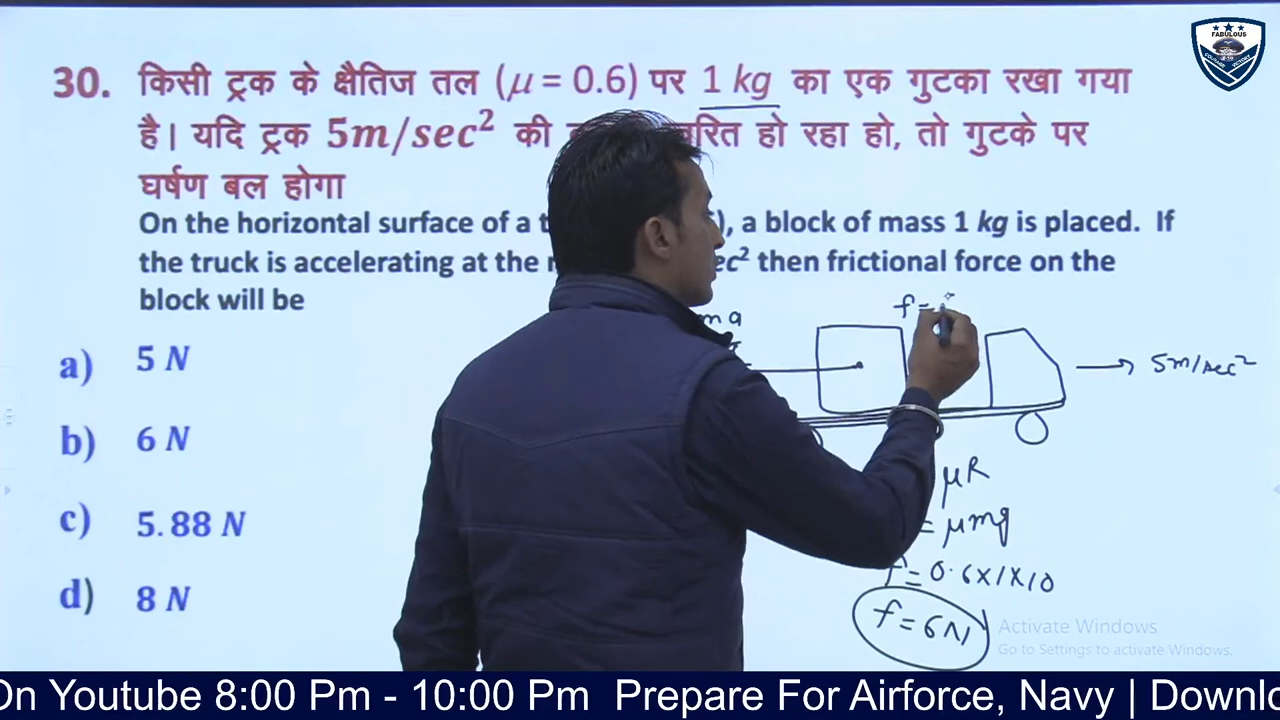 30. किसी ट्रक के क्षैतिज तल (μ = 0.6) पर 1 kg का एक गुटका रखा गया
है। यदि ट्रक 5m/sec² की हो रहा हो, तो गुटके पर
घर्षण बल होगा
On the horizontal surface of a ), a block of mass 1 kg is placed. If
the truck is accelerating at the then frictional force on the
block will be
a) 5 N
b) 6 N
c) 5.88 N
d) 8 N
ma
f=
5m/sec²
μR
= μmg
f= 0.6x1x10
f=6N
FABULOUS
Activate Windows
Go to Settings to activate Windows.
On Youtube 8:00 Pm - 10:00 Pm Prepare For Airforce, Navy |